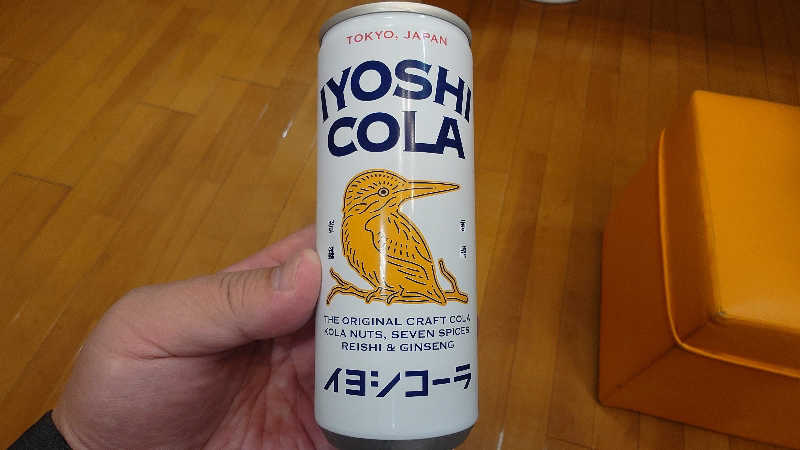 TOKYO, JAPAN
IYOSHI
COLA
THE ORIGINAL CRAFT COLA
KOLA NUTS, SEVEN SPICES,
REISHI & GINSENG
イヨシコーラ